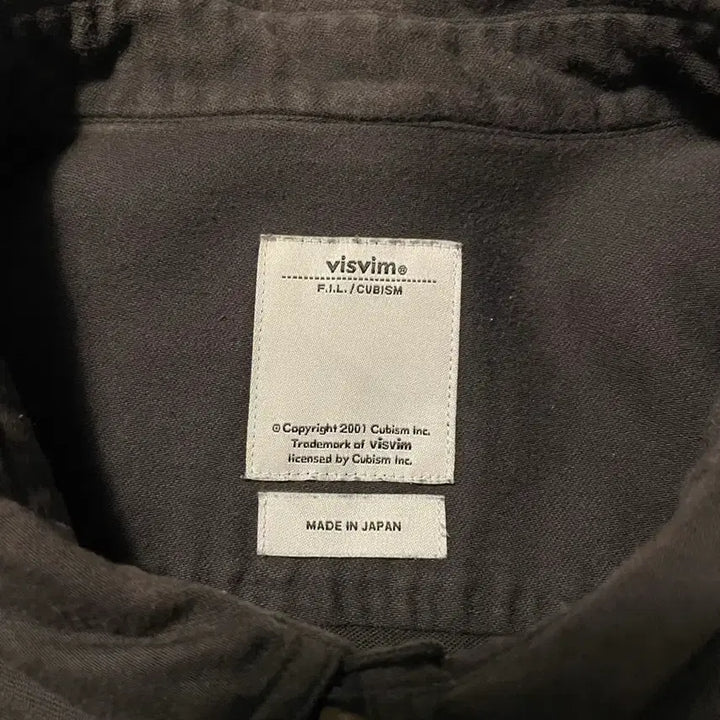 visvim®
F.I.L./CUBISM
©Copyright 2001 Cubism Inc.
Trademark of visvim
licensed by Cubism Inc.
MADE IN JAPAN